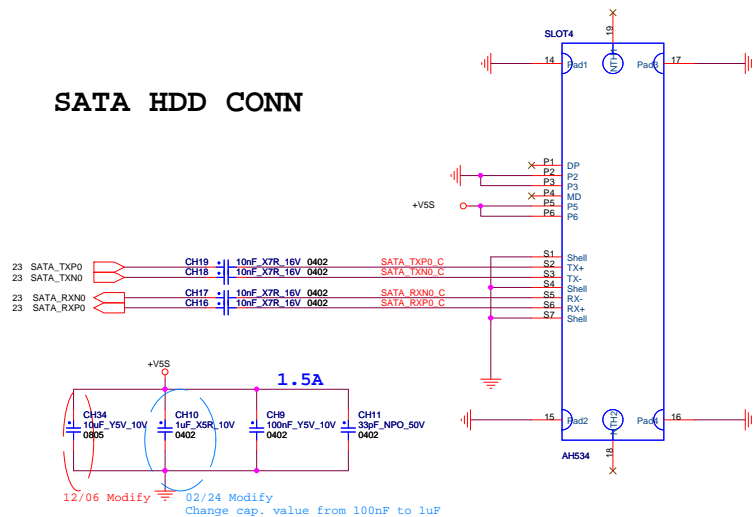 SLOT4
19
NTH1
14 Pad1 Pad3 17
SATA HDD CONN
P1 DP
P2 P2
P3 P3
P4 MD
+V5S P5 P5
P6 P6
S1 Shell
23 SATA_TXP0 CH19 10nF_X7R_16V 0402 SATA_TXP0_C S2 TX+
23 SATA_TXN0 CH18 10nF_X7R_16V 0402 SATA_TXN0_C S3 TX-
S4 Shell
23 SATA_RXN0 CH17 10nF_X7R_16V 0402 SATA_RXN0_C S5 RX-
23 SATA_RXP0 CH16 10nF_X7R_16V 0402 SATA_RXP0_C S6 RX+
S7 Shell
+V5S
1.5A
CH34
10uF_Y5V_10V
0805
CH10
1uF_X5R_10V
0402
CH9
100nF_Y5V_10V
0402
CH11
33pF_NPO_50V
0402
15 Pad2 Pad4 16
NTH2
18
AH534
12/06 Modify
02/24 Modify
Change cap. value from 100nF to 1uF